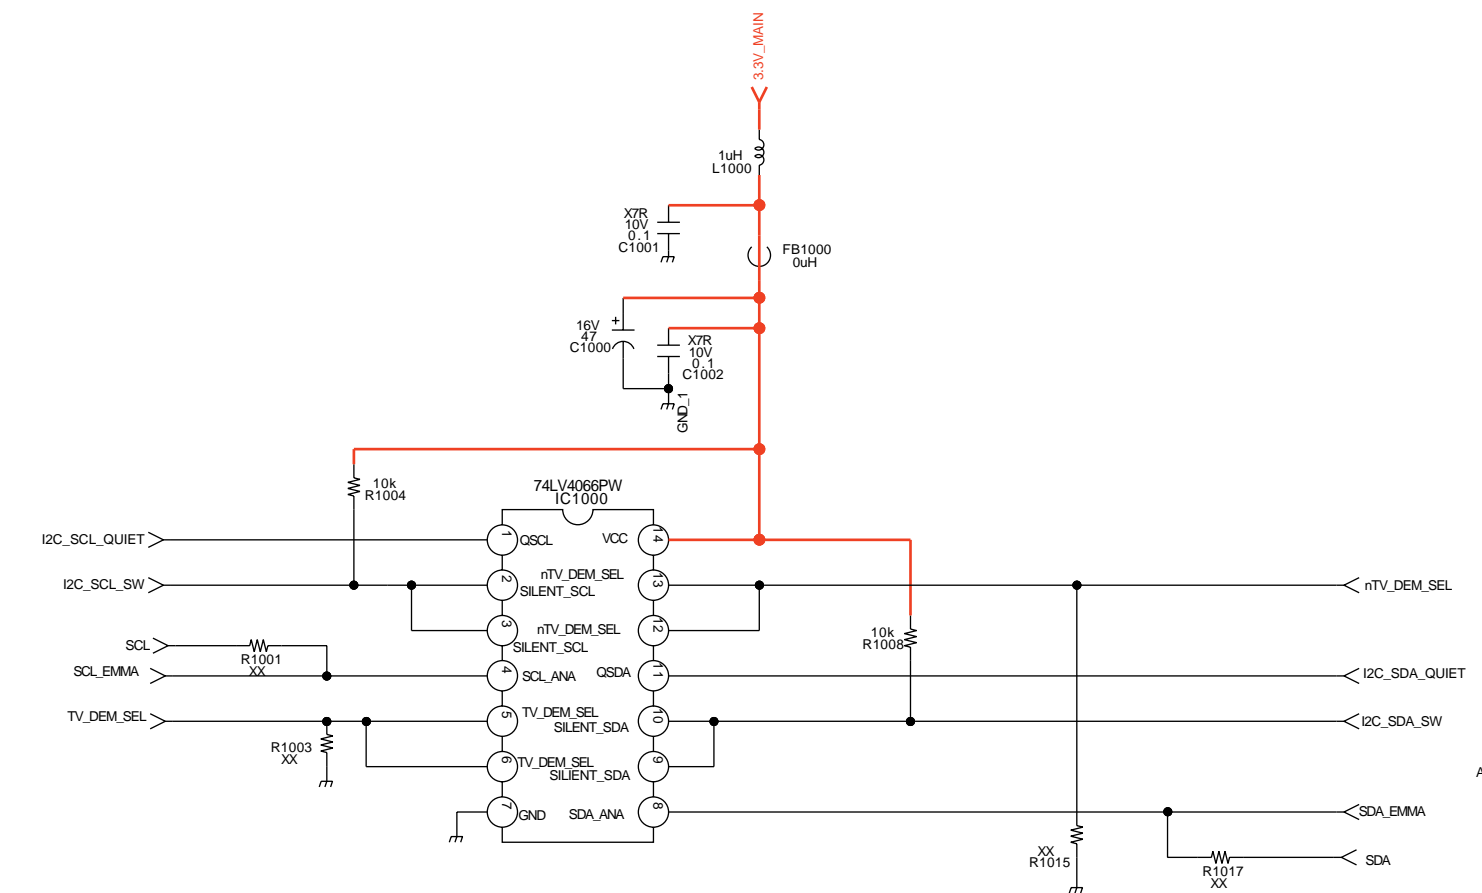 3.3V_MAIN
1uH
L1000
X7R
10V
0.1
C1001
FB1000
0uH
16V
47
C1000
+
X7R
10V
0.1
C1002
GND_1
10k
R1004
74LV4066PW
IC1000
I2C_SCL_QUIET
1
QSCL
VCC
14
I2C_SCL_SW
2
SILENT_SCL
nTV_DEM_SEL
13
nTV_DEM_SEL
3
SILENT_SCL
nTV_DEM_SEL
12
10k
R1008
SCL
R1001
XX
SCL_EMMA
4
SCL_ANA
QSDA
11
I2C_SDA_QUIET
TV_DEM_SEL
5
TV_DEM_SEL
SILENT_SDA
10
I2C_SDA_SW
R1003
XX
6
TV_DEM_SEL
SILIENT_SDA
9
A
7
GND
SDA_ANA
8
SDA_EMMA
XX
R1015
SDA
R1017
XX